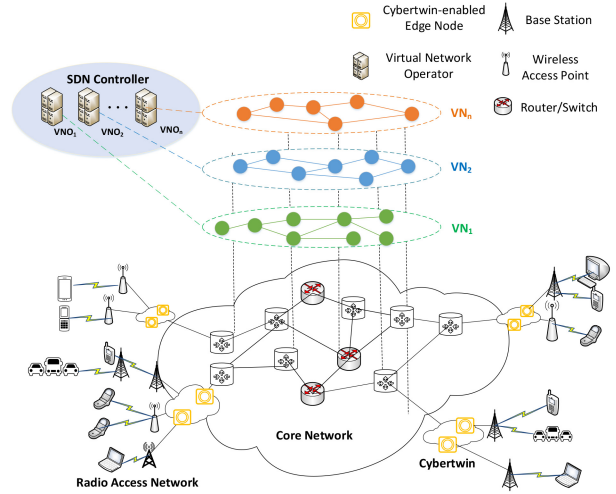 Cybertwin-enabled
Edge Node
Base Station
Virtual Network
Operator
Wireless
Access Point
Router/Switch
SDN Controller
VNO1
VNO2
VNOn
VNn
VN2
VN1
Core Network
Cybertwin
Radio Access Network